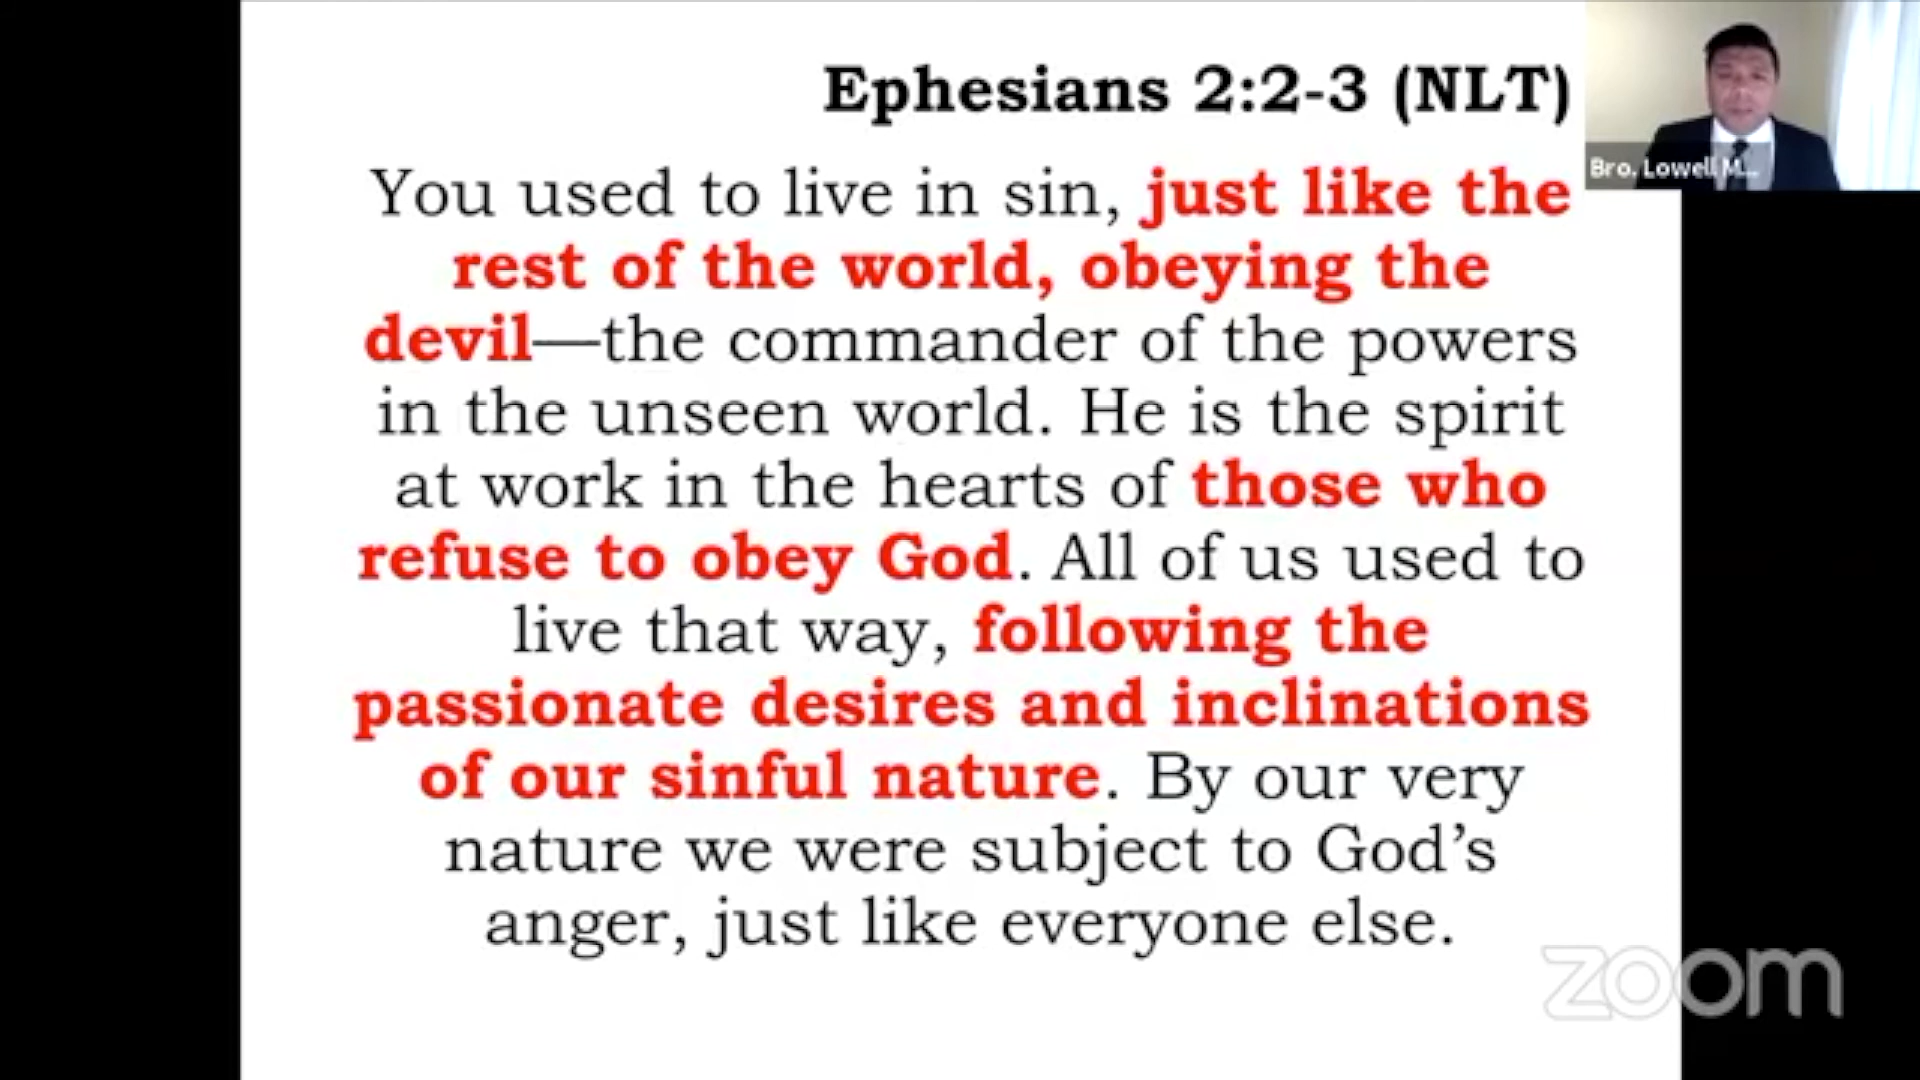 Ephesians 2:2-3 (NLT)
Bro. Lowell M...
You used to live in sin, just like the
rest of the world, obeying the
devil—the commander of the powers
in the unseen world. He is the spirit
at work in the hearts of those who
refuse to obey God. All of us used to
live that way, following the
passionate desires and inclinations
of our sinful nature. By our very
nature we were subject to God’s
anger, just like everyone else.
zoom